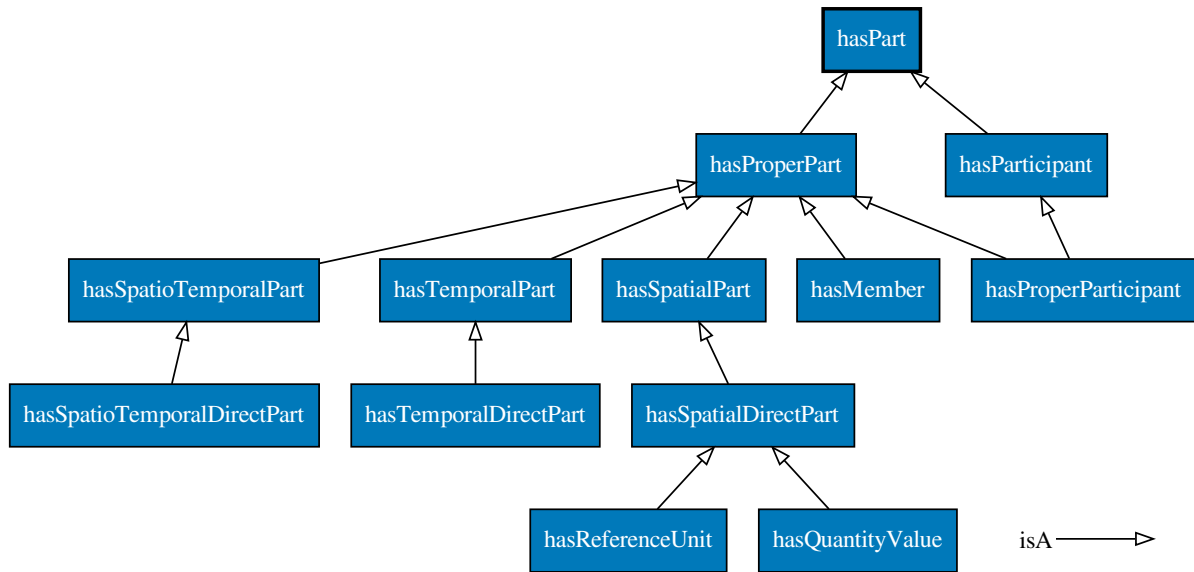 hasPart
hasProperPart
hasParticipant
hasSpatioTemporalPart
hasTemporalPart
hasSpatialPart
hasMember
hasProperParticipant
hasSpatioTemporalDirectPart
hasTemporalDirectPart
hasSpatialDirectPart
hasReferenceUnit
hasQuantityValue
isA